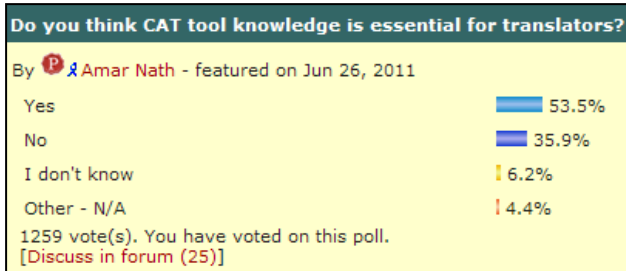 Do you think CAT tool knowledge is essential for translators?
By P Amar Nath - featured on Jun 26, 2011
Yes 53.5%
No 35.9%
I don't know 6.2%
Other - N/A 4.4%
1259 vote(s). You have voted on this poll.
[Discuss in forum (25)]